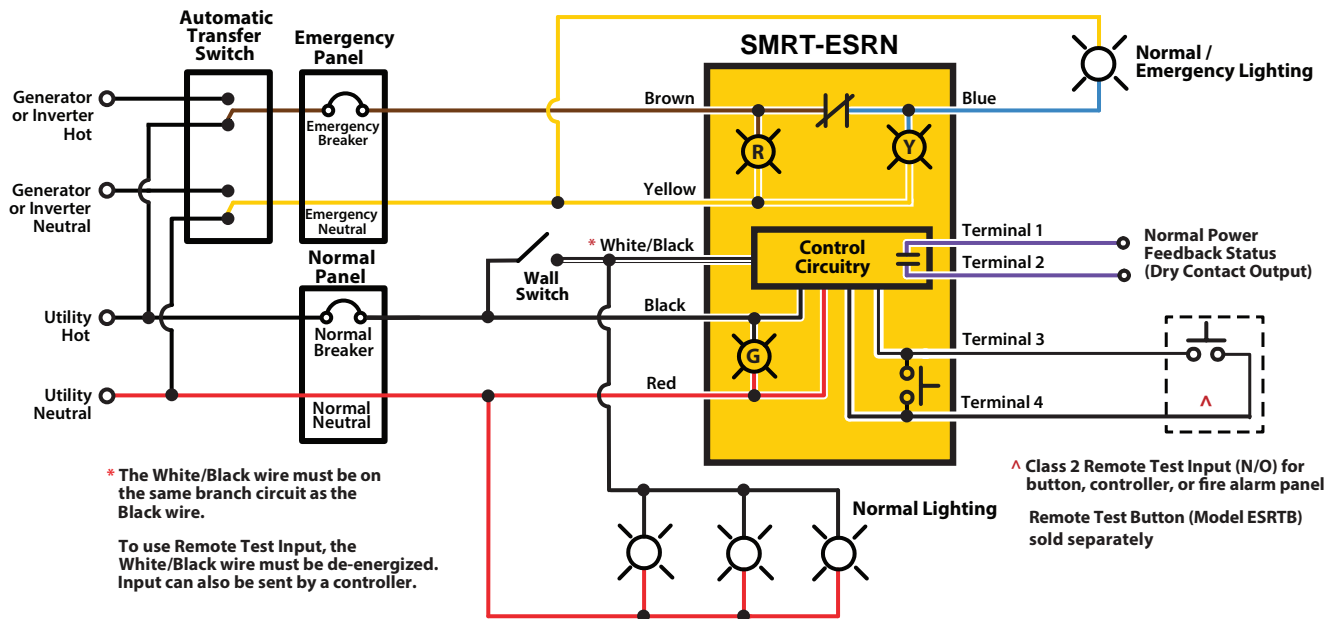 Automatic
Transfer
Switch
Emergency
Panel
SMRT-ESRN
Normal /
Emergency Lighting
Generator
or Inverter
Hot
Brown
Blue
Emergency
Breaker
R
Y
Generator
or Inverter
Neutral
Yellow
Emergency
Neutral
Normal
Panel
* White/Black
Wall
Switch
Control
Circuitry
Terminal 1
Terminal 2
Normal Power
Feedback Status
(Dry Contact Output)
Utility
Hot
Normal
Breaker
Black
G
Terminal 3
Utility
Neutral
Red
Normal
Neutral
Terminal 4
^
* The White/Black wire must be on
the same branch circuit as the
Black wire.
To use Remote Test Input, the
White/Black wire must be de-energized.
Input can also be sent by a controller.
Normal Lighting
^ Class 2 Remote Test Input (N/O) for
button, controller, or fire alarm panel
Remote Test Button (Model ESRTB)
sold separately